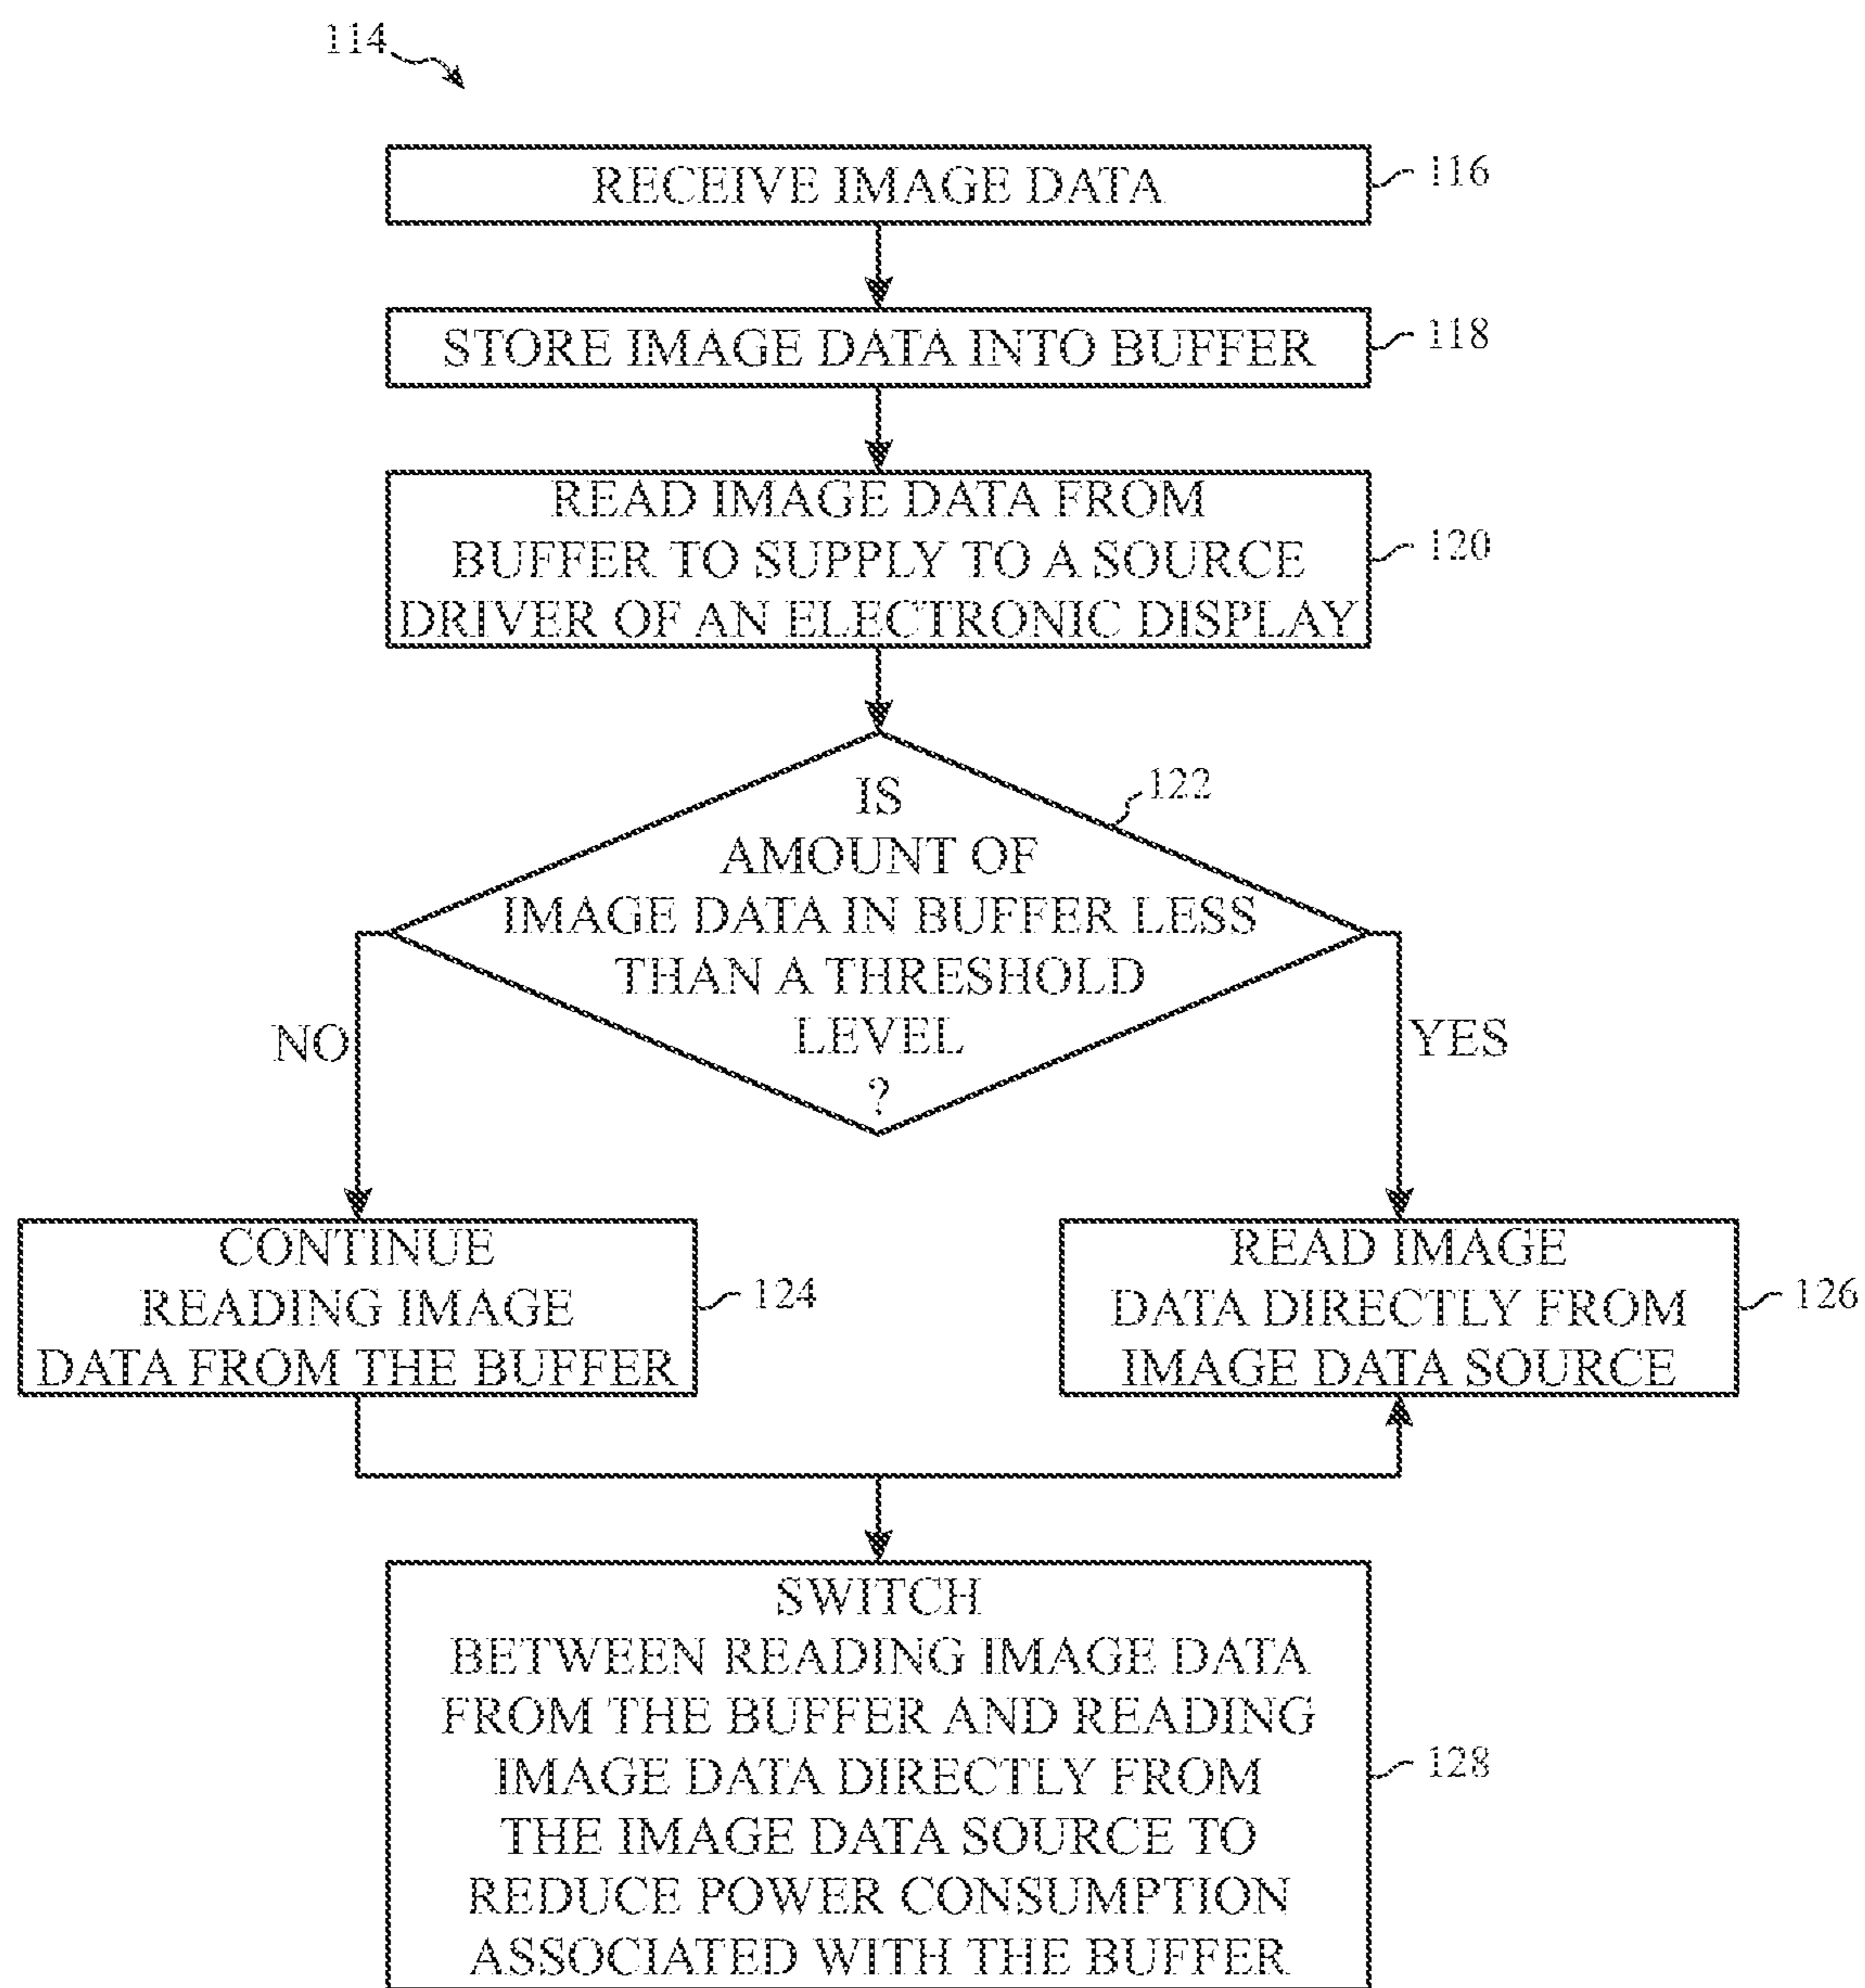 114
RECEIVE IMAGE DATA
116
STORE IMAGE DATA INTO BUFFER
118
READ IMAGE DATA FROM
BUFFER TO SUPPLY TO A SOURCE
DRIVER OF AN ELECTRONIC DISPLAY
120
IS
AMOUNT OF
IMAGE DATA IN BUFFER LESS
THAN A THRESHOLD
LEVEL
?
122
NO
YES
CONTINUE
READING IMAGE
DATA FROM THE BUFFER
124
READ IMAGE
DATA DIRECTLY FROM
IMAGE DATA SOURCE
126
SWITCH
BETWEEN READING IMAGE DATA
FROM THE BUFFER AND READING
IMAGE DATA DIRECTLY FROM
THE IMAGE DATA SOURCE TO
REDUCE POWER CONSUMPTION
ASSOCIATED WITH THE BUFFER
128